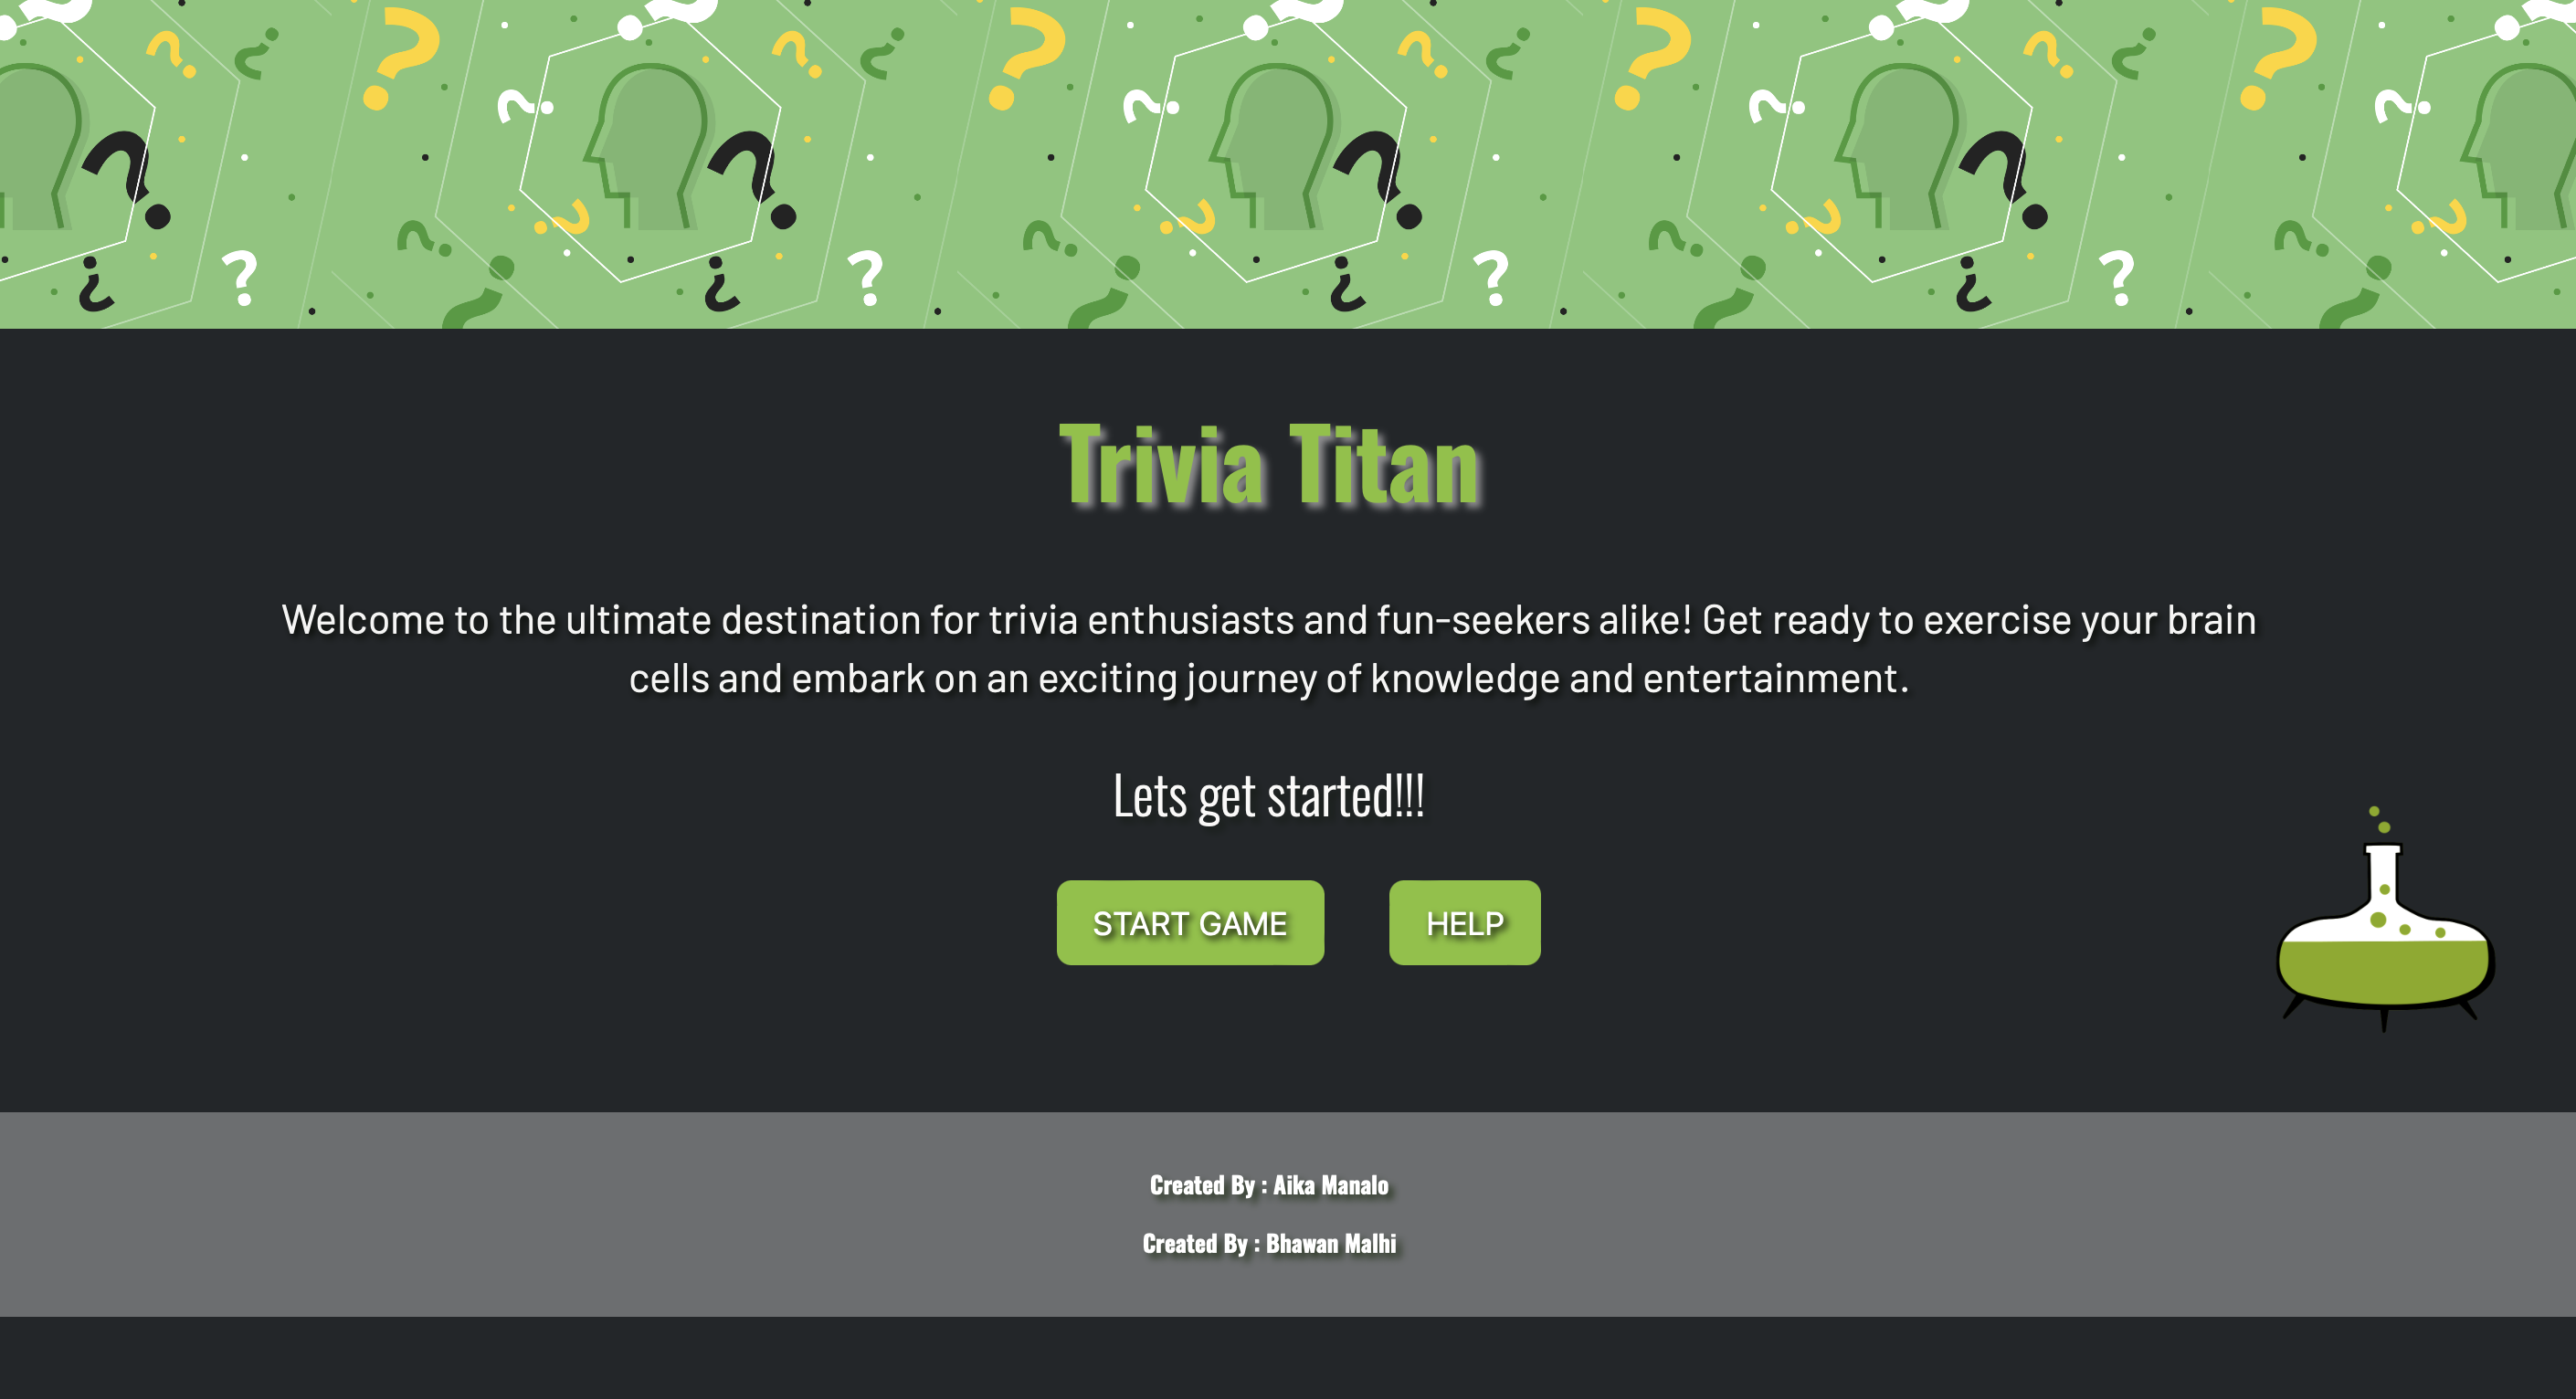 Trivia Titan
Welcome to the ultimate destination for trivia enthusiasts and fun-seekers alike! Get ready to exercise your brain
cells and embark on an exciting journey of knowledge and entertainment.
Lets get started!!!
START GAME HELP
Created By : Aika Manalo
Created By : Bhawan Malhi